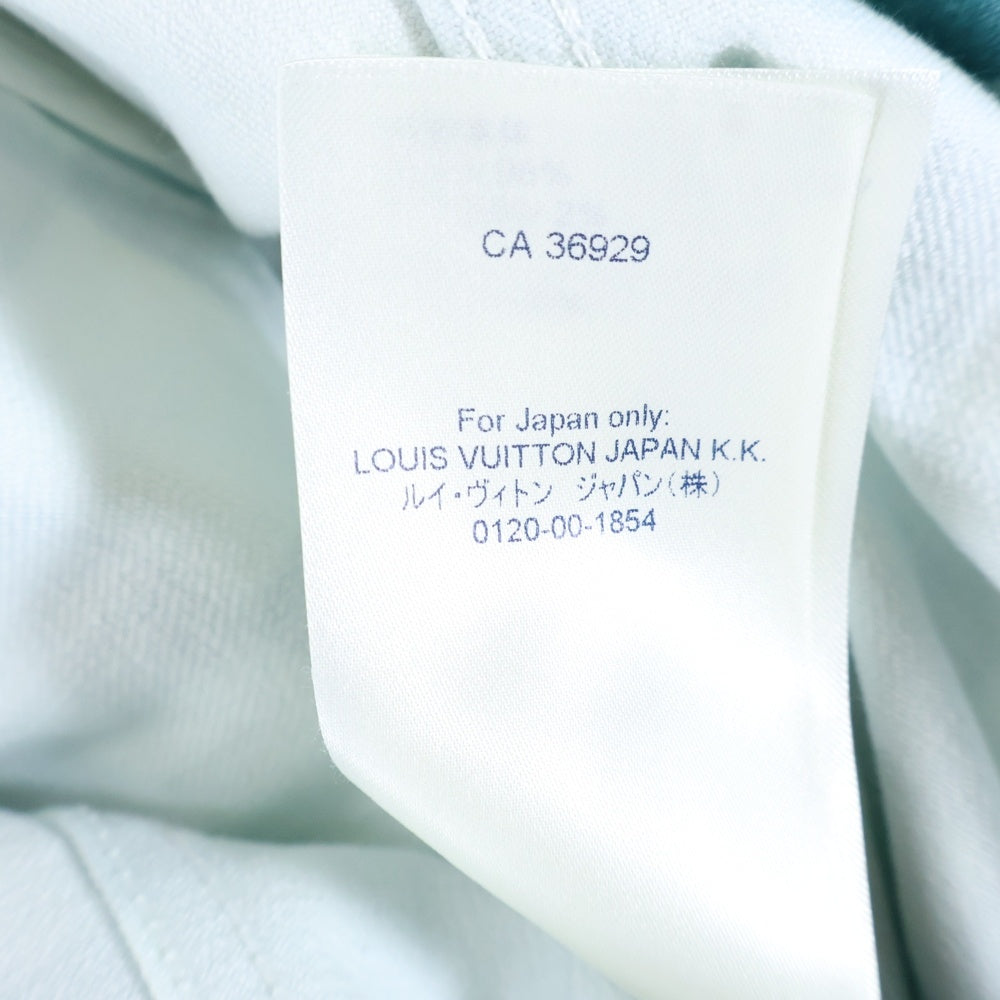 CA 36929
For Japan only:
LOUIS VUITTON JAPAN K.K.
ルイ・ヴィトン ジャパン(株)
0120-00-1854